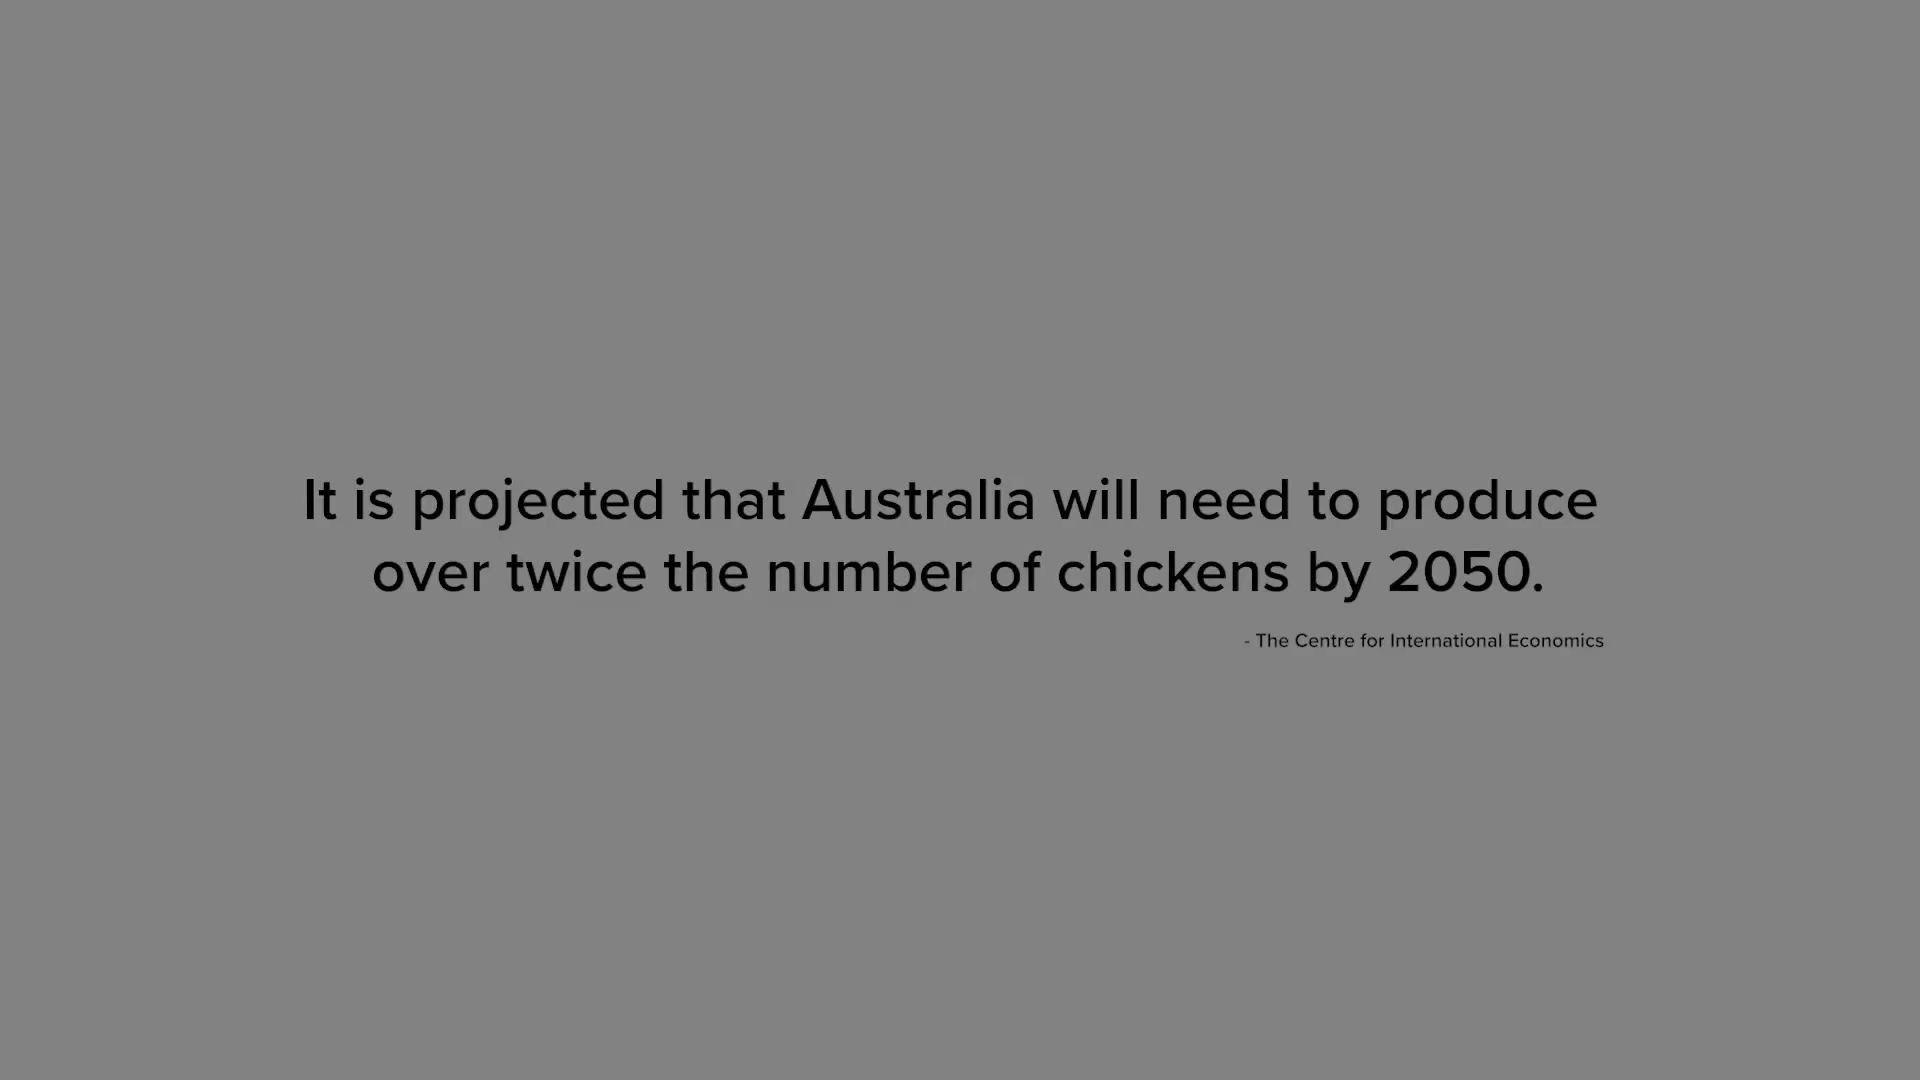 It is projected that Australia will need to produce
over twice the number of chickens by 2050.
- The Centre for International Economics